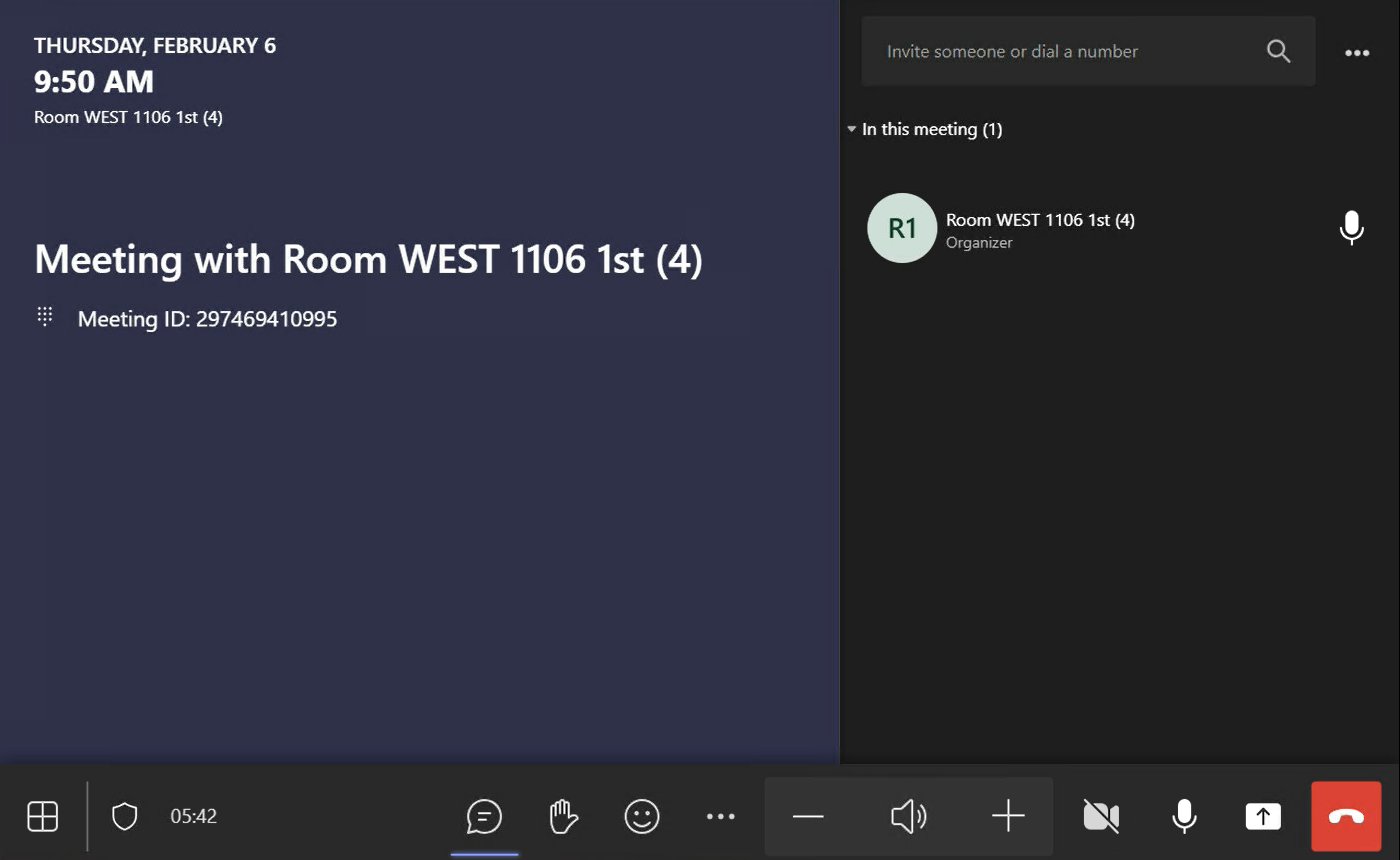 THURSDAY, FEBRUARY 6
9:50 AM
Room WEST 1106 1st (4)
Meeting with Room WEST 1106 1st (4)
Meeting ID: 297469410995
Invite someone or dial a number
In this meeting (1)
R1
Room WEST 1106 1st (4)
Organizer
05:42